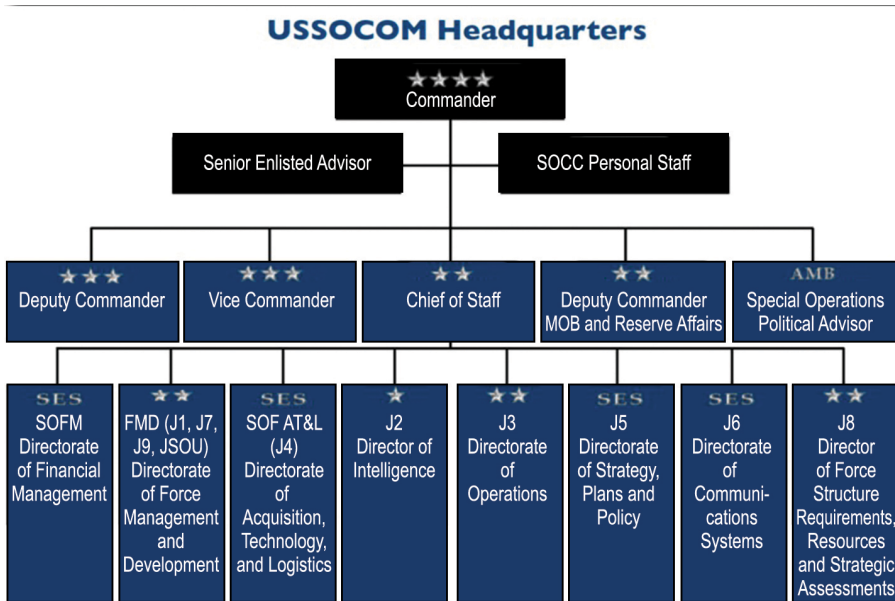 USSOCOM Headquarters
Commander
Senior Enlisted Advisor
SOCC Personal Staff
Deputy Commander
Vice Commander
Chief of Staff
Deputy Commander
MOB and Reserve Affairs
AMB
Special Operations
Political Advisor
SES
SOFM
Directorate
of Financial
Management
FMD (J1, J7,
J9, JSOU)
Directorate
of Force
Management
and
Development
SES
SOF AT&L
(J4)
Directorate
of
Acquisition,
Technology,
and Logistics
J2
Director of
Intelligence
J3
Directorate
of
Operations
SES
J5
Directorate
of Strategy,
Plans and
Policy
SES
J6
Directorate
of
Communi-
cations
Systems
J8
Director
of Force
Structure
Requirements,
Resources
and Strategic
Assessments